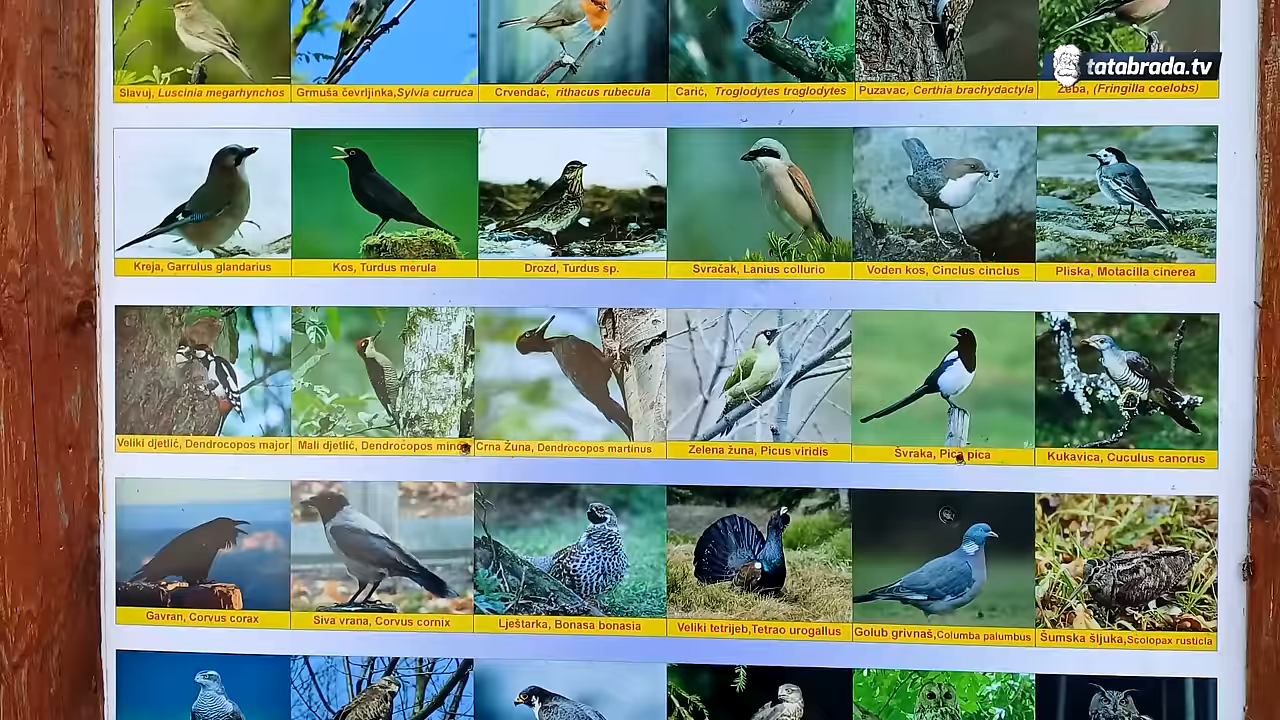 tatabrada.tv
Slavuj, Luscinia megarhynchos
Grmuša čevrljinka,Sylvia curruca
Crvendać, rithacus rubecula
Carić, Troglodytes troglodytes
Puzavac, Certhia brachydactyla
Zeba, (Fringilla coelobs)
Kreja, Garrulus glandarius
Kos, Turdus merula
Drozd, Turdus sp.
Svračak, Lanius collurio
Voden kos, Cinclus cinclus
Pliska, Motacilla cinerea
Veliki djetlić, Dendrocopos major
Mali djetlić, Dendrocopos minor
Crna Žuna, Dendrocopos martinus
Zelena žuna, Picus viridis
Švraka, Pica pica
Kukavica, Cuculus canorus
Gavran, Corvus corax
Siva vrana, Corvus cornix
Lještarka, Bonasa bonasia
Veliki tetrijeb,Tetrao urogallus
Golub grivnaš,Columba palumbus
Šumska šljuka,Scolopax rusticla